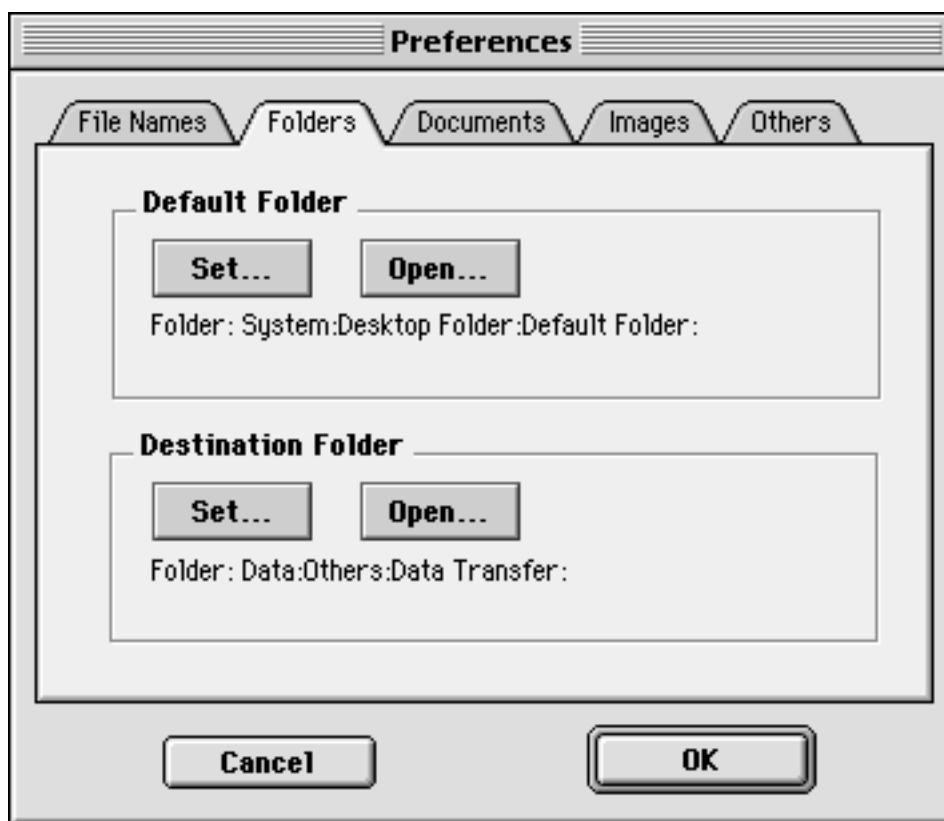 Preferences
File Names Folders Documents Images Others
Default Folder
Set... Open...
Folder: System:Desktop Folder:Default Folder:
Destination Folder
Set... Open...
Folder: Data:Others:Data Transfer:
Cancel OK